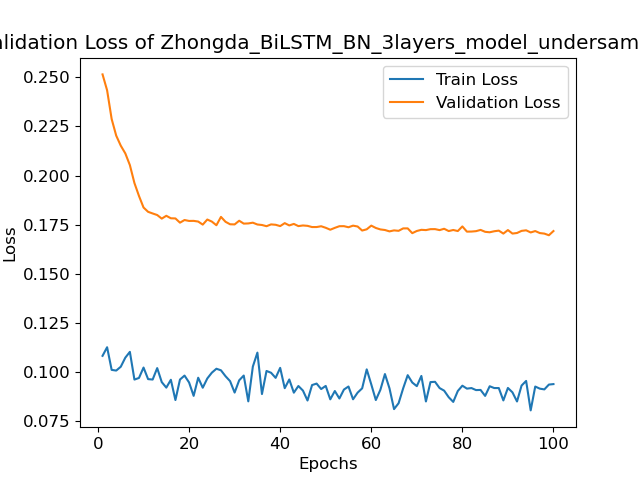 alidation Loss of Zhongda_BiLSTM_BN_3layers_model_undersam
0.250
0.225
0.200
0.175
0.150
0.125
0.100
0.075
Loss
Train Loss
Validation Loss
0 20 40 60 80 100
Epochs